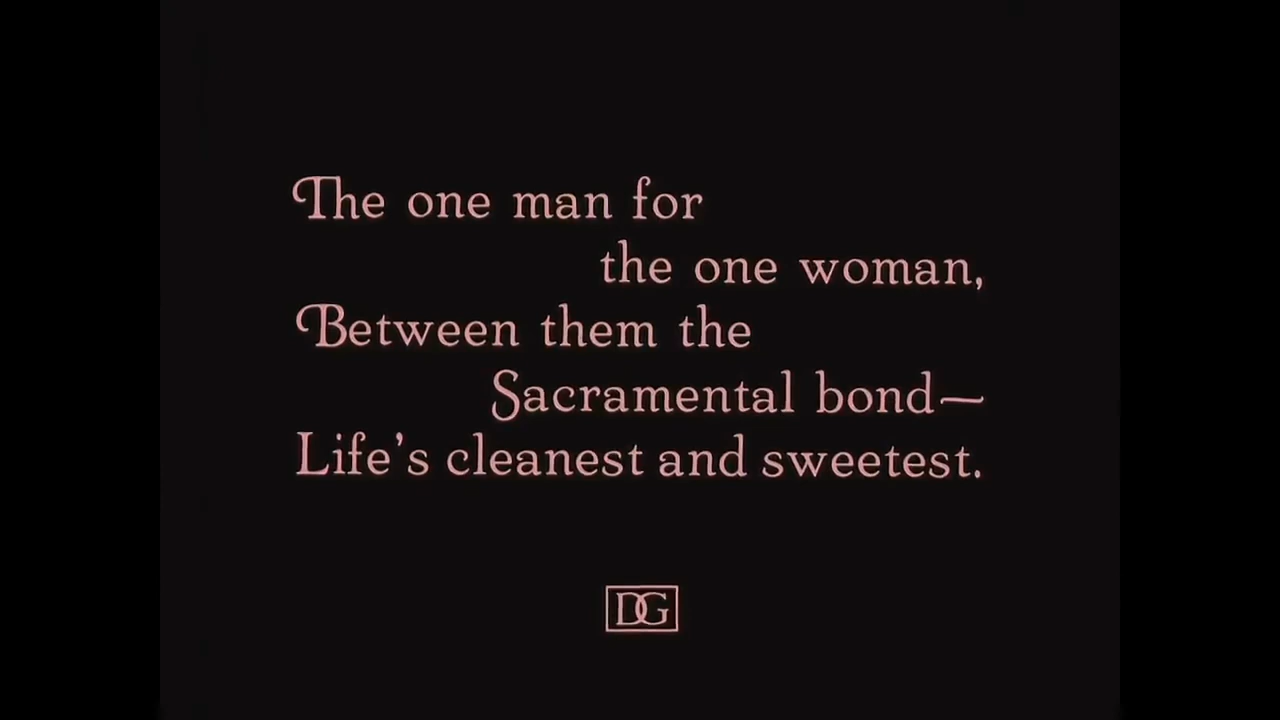 The one man for
the one woman,
Between them the
Sacramental bond—
Life's cleanest and sweetest.
DG